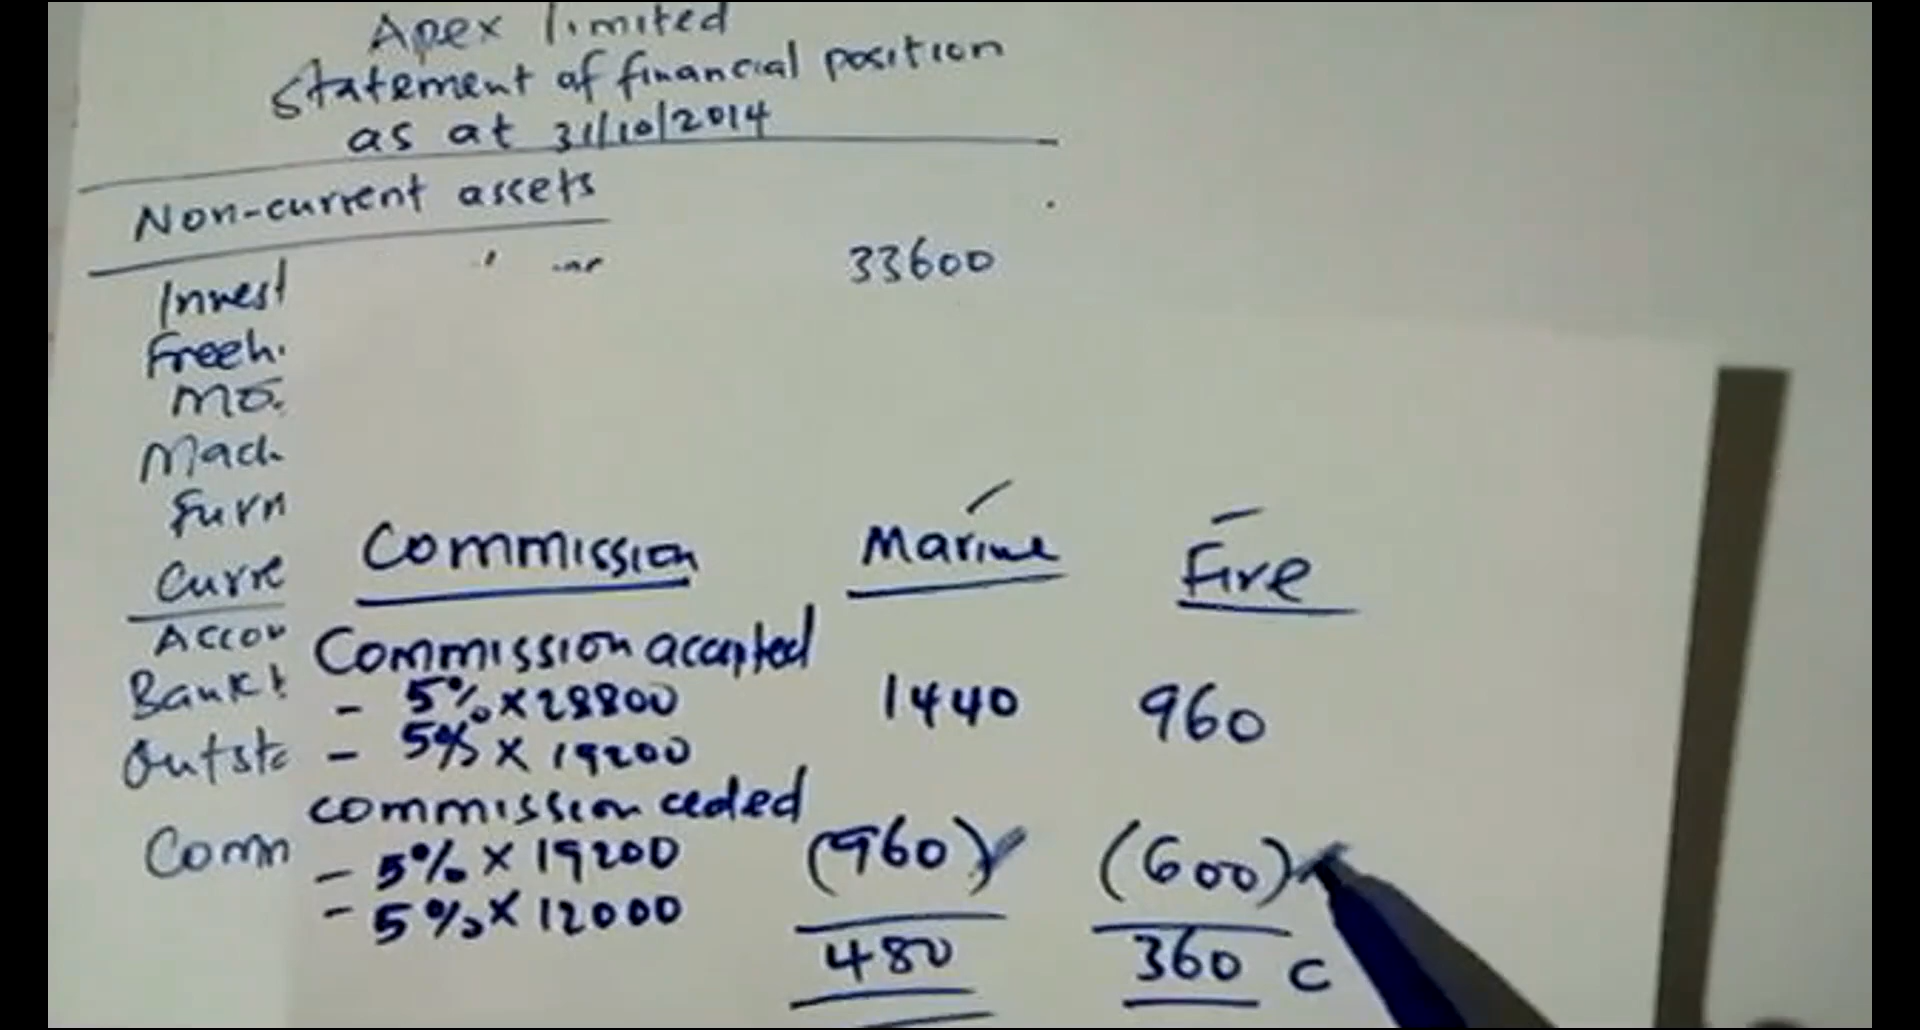 Apex limited
Statement of financial position
as at 31/10/2014
Non-current assets
Invest 33600
Freeh.
Mach
Furn
Curre
Commission Marine Fire
Commission accepted
- 5% x 28800 1440 960
- 5% x 19200
commission ceded
- 5% x 19200 (960) (600)
- 5% x 12000
480 360 C
Accou
Bank
Outsta
Comm